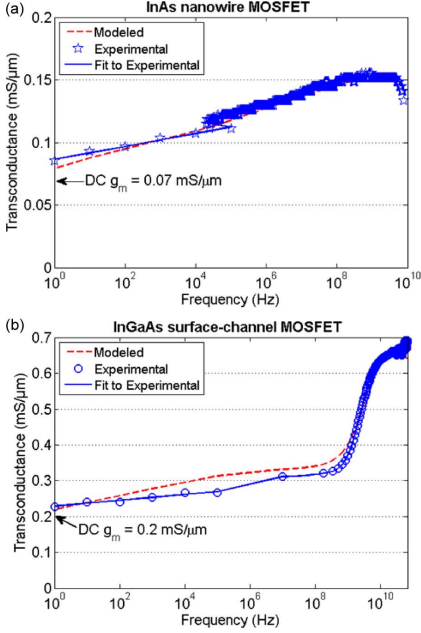 (a)
InAs nanowire MOSFET
0.2
0.15
0.1
0.05
0
Transconductance (mS/μm)
Modeled
Experimental
Fit to Experimental
DC gm = 0.07 mS/μm
10^0 10^2 10^4 10^6 10^8 10^10
Frequency (Hz)
(b)
InGaAs surface-channel MOSFET
0.7
0.6
0.5
0.4
0.3
0.2
0.1
0
Transconductance (mS/μm)
Modeled
Experimental
Fit to Experimental
DC gm = 0.2 mS/μm
10^0 10^2 10^4 10^6 10^8 10^10
Frequency (Hz)